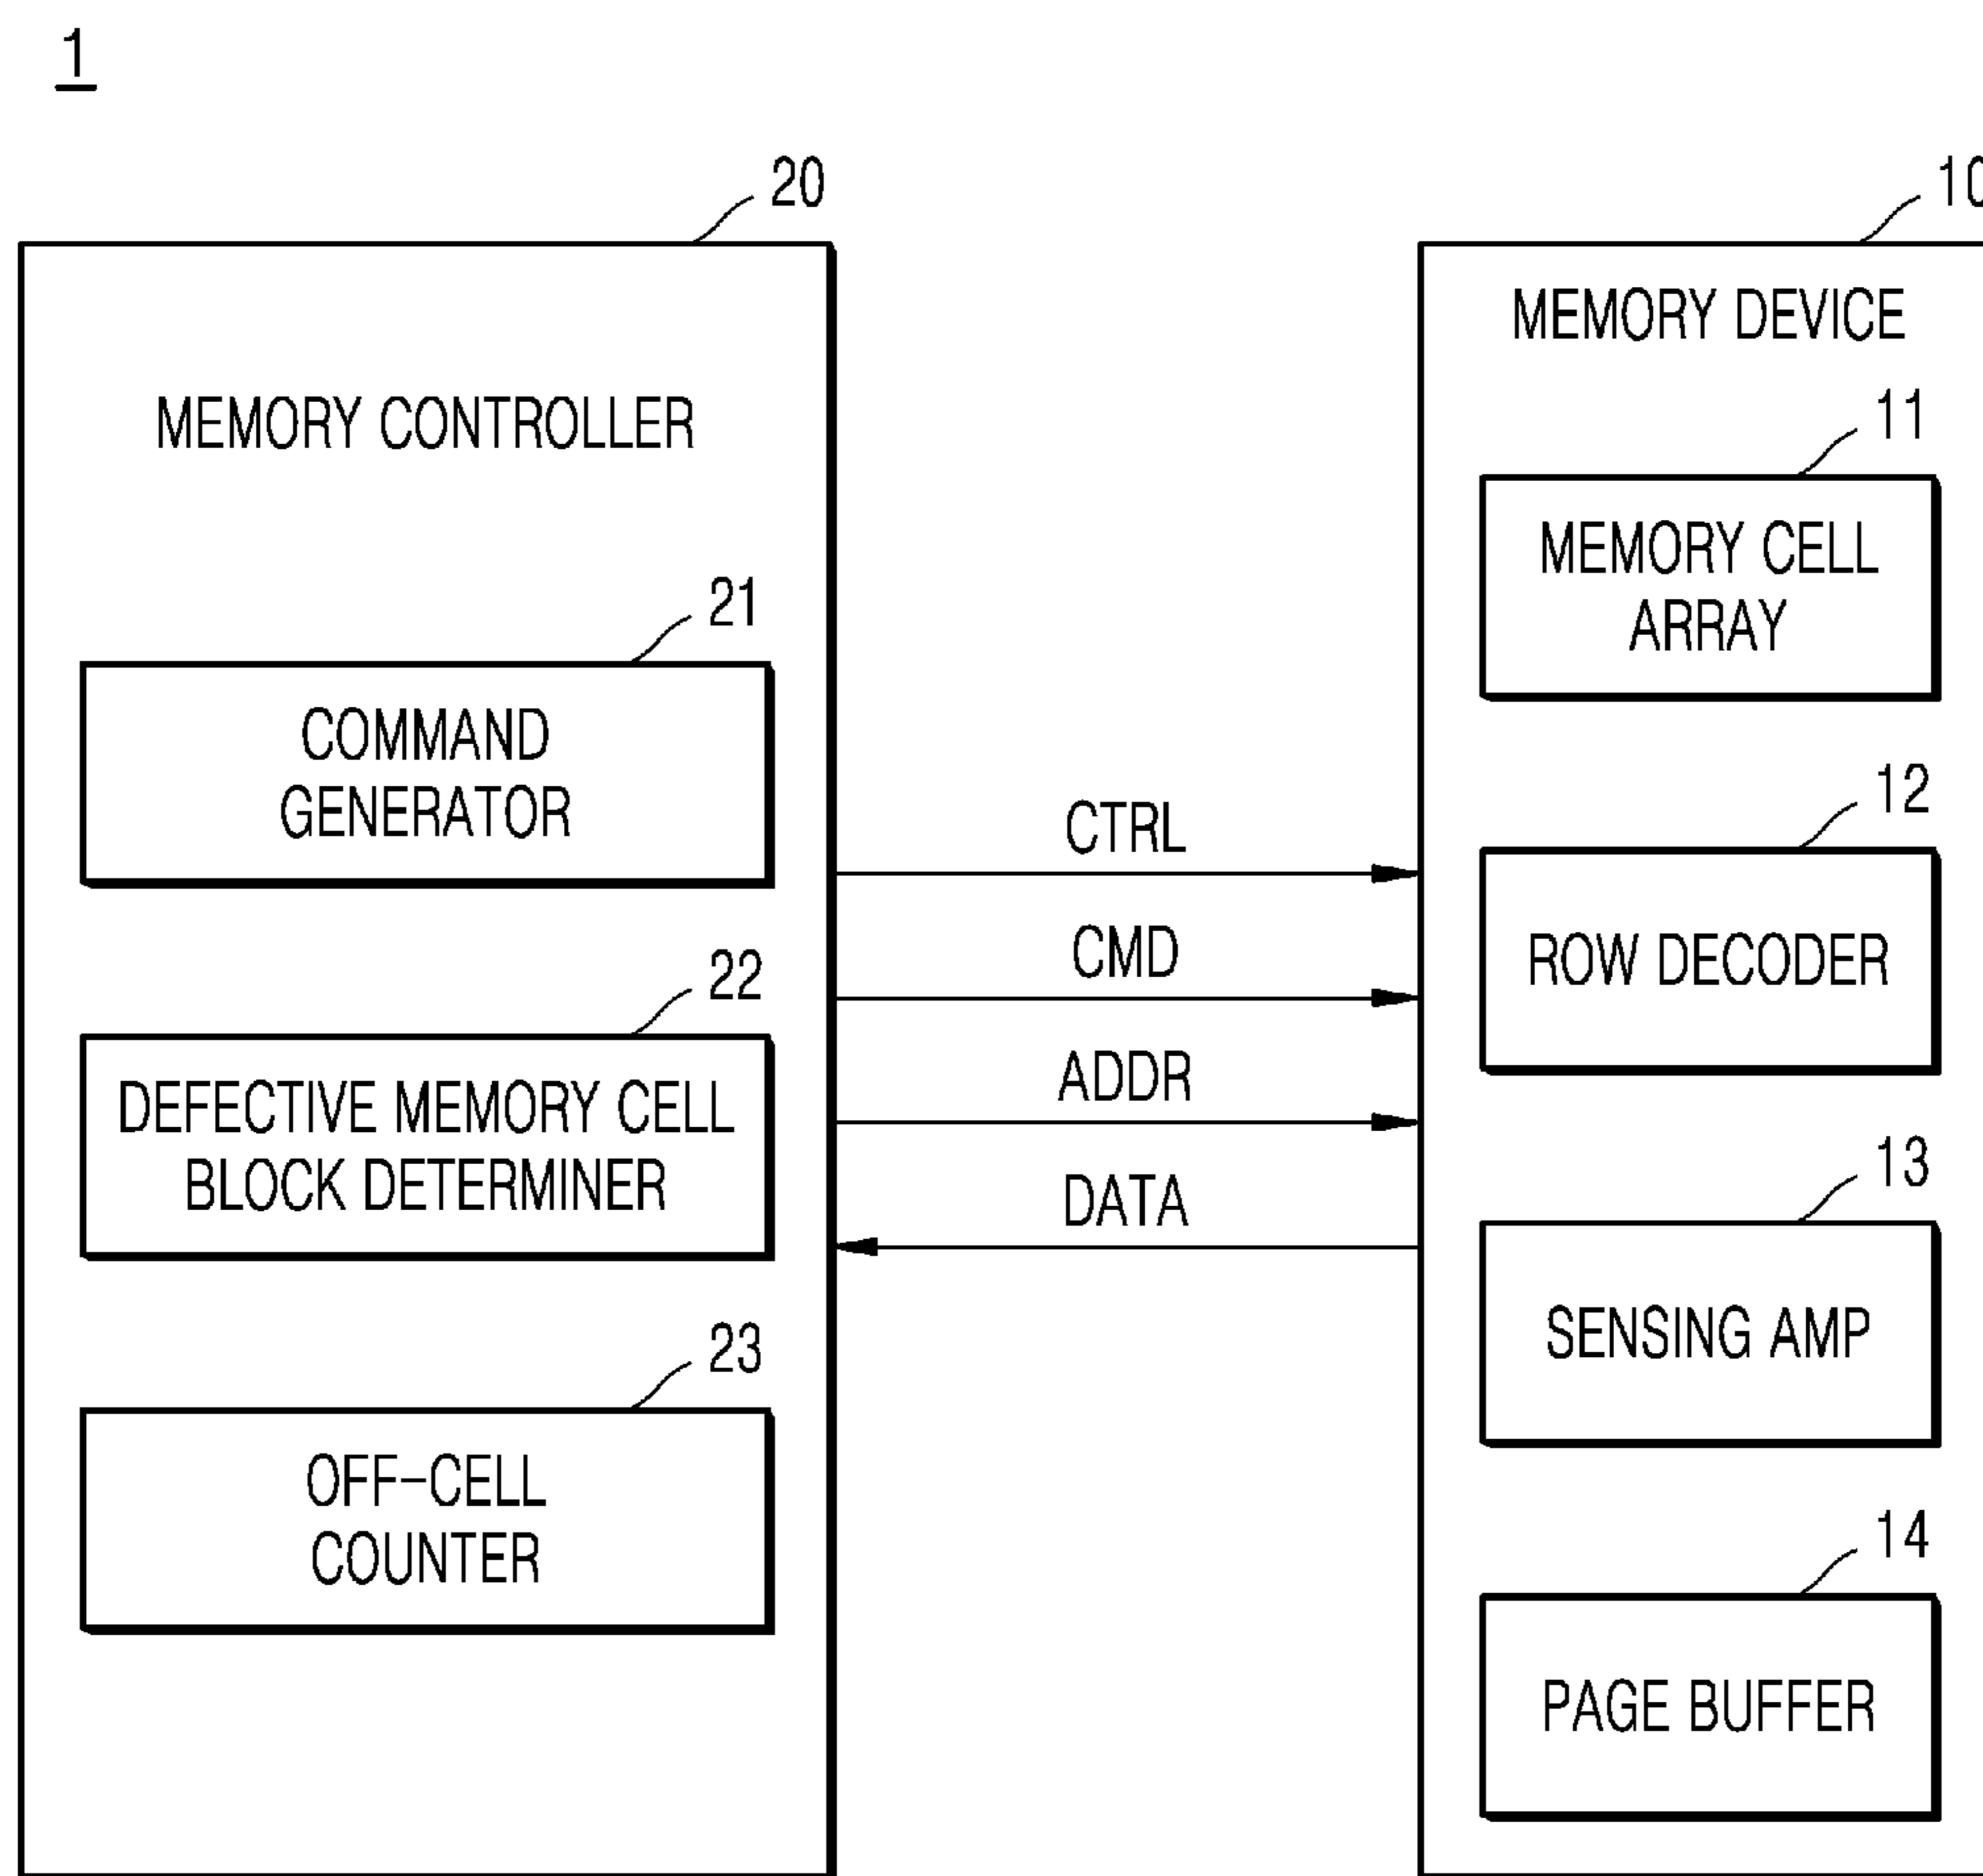 1
20
MEMORY CONTROLLER
21
COMMAND
GENERATOR
22
DEFECTIVE MEMORY CELL
BLOCK DETERMINER
23
OFF-CELL
COUNTER
CTRL
CMD
ADDR
DATA
10
MEMORY DEVICE
11
MEMORY CELL
ARRAY
12
ROW DECODER
13
SENSING AMP
14
PAGE BUFFER